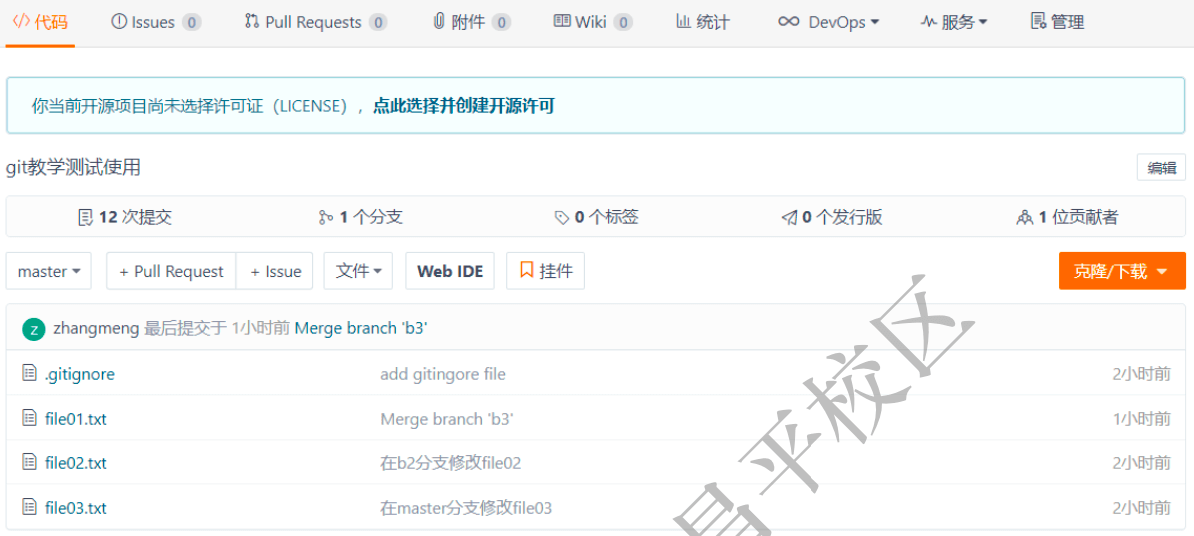 代码 Issues 0 Pull Requests 0 附件 0 Wiki 0 统计 DevOps 服务 管理
你当前开源项目尚未选择许可证（LICENSE），点此选择并创建开源许可
git教学测试使用 编辑
12 次提交 1 个分支 0 个标签 0 个发行版 1 位贡献者
master + Pull Request + Issue 文件 Web IDE 挂件 克隆/下载
Z zhangmeng 最后提交于 1小时前 Merge branch 'b3'
.gitignore add gitingore file 2小时前
file01.txt Merge branch 'b3' 1小时前
file02.txt 在b2分支修改file02 2小时前
file03.txt 在master分支修改file03 2小时前
昌平校区